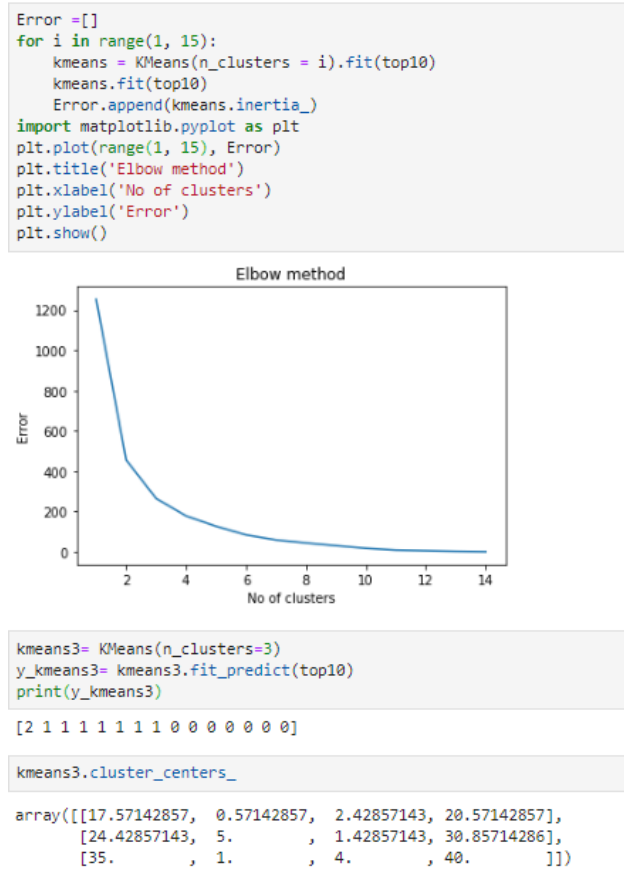 Error =[]
for i in range(1, 15):
    kmeans = KMeans(n_clusters = i).fit(top10)
    kmeans.fit(top10)
    Error.append(kmeans.inertia_)
import matplotlib.pyplot as plt
plt.plot(range(1, 15), Error)
plt.title('Elbow method')
plt.xlabel('No of clusters')
plt.ylabel('Error')
plt.show()
Elbow method
1200
1000
800
600
400
200
0
Error
2 4 6 8 10 12 14
No of clusters
kmeans3= KMeans(n_clusters=3)
y_kmeans3= kmeans3.fit_predict(top10)
print(y_kmeans3)
[2 1 1 1 1 1 1 1 0 0 0 0 0 0 0]
kmeans3.cluster_centers_
array([[17.57142857,  0.57142857,  2.42857143, 20.57142857],
       [24.42857143,  5.        ,  1.42857143, 30.85714286],
       [35.        ,  1.        ,  4.        , 40.        ]])